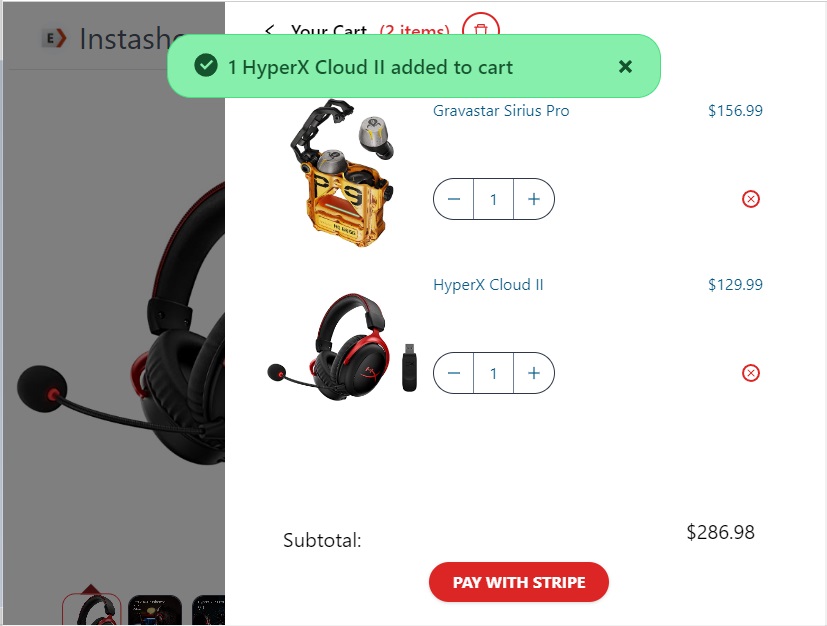 E Instash
Your Cart (2 items)
1 HyperX Cloud II added to cart
Gravastar Sirius Pro $156.99
1
HyperX Cloud II $129.99
1
Subtotal: $286.98
PAY WITH STRIPE